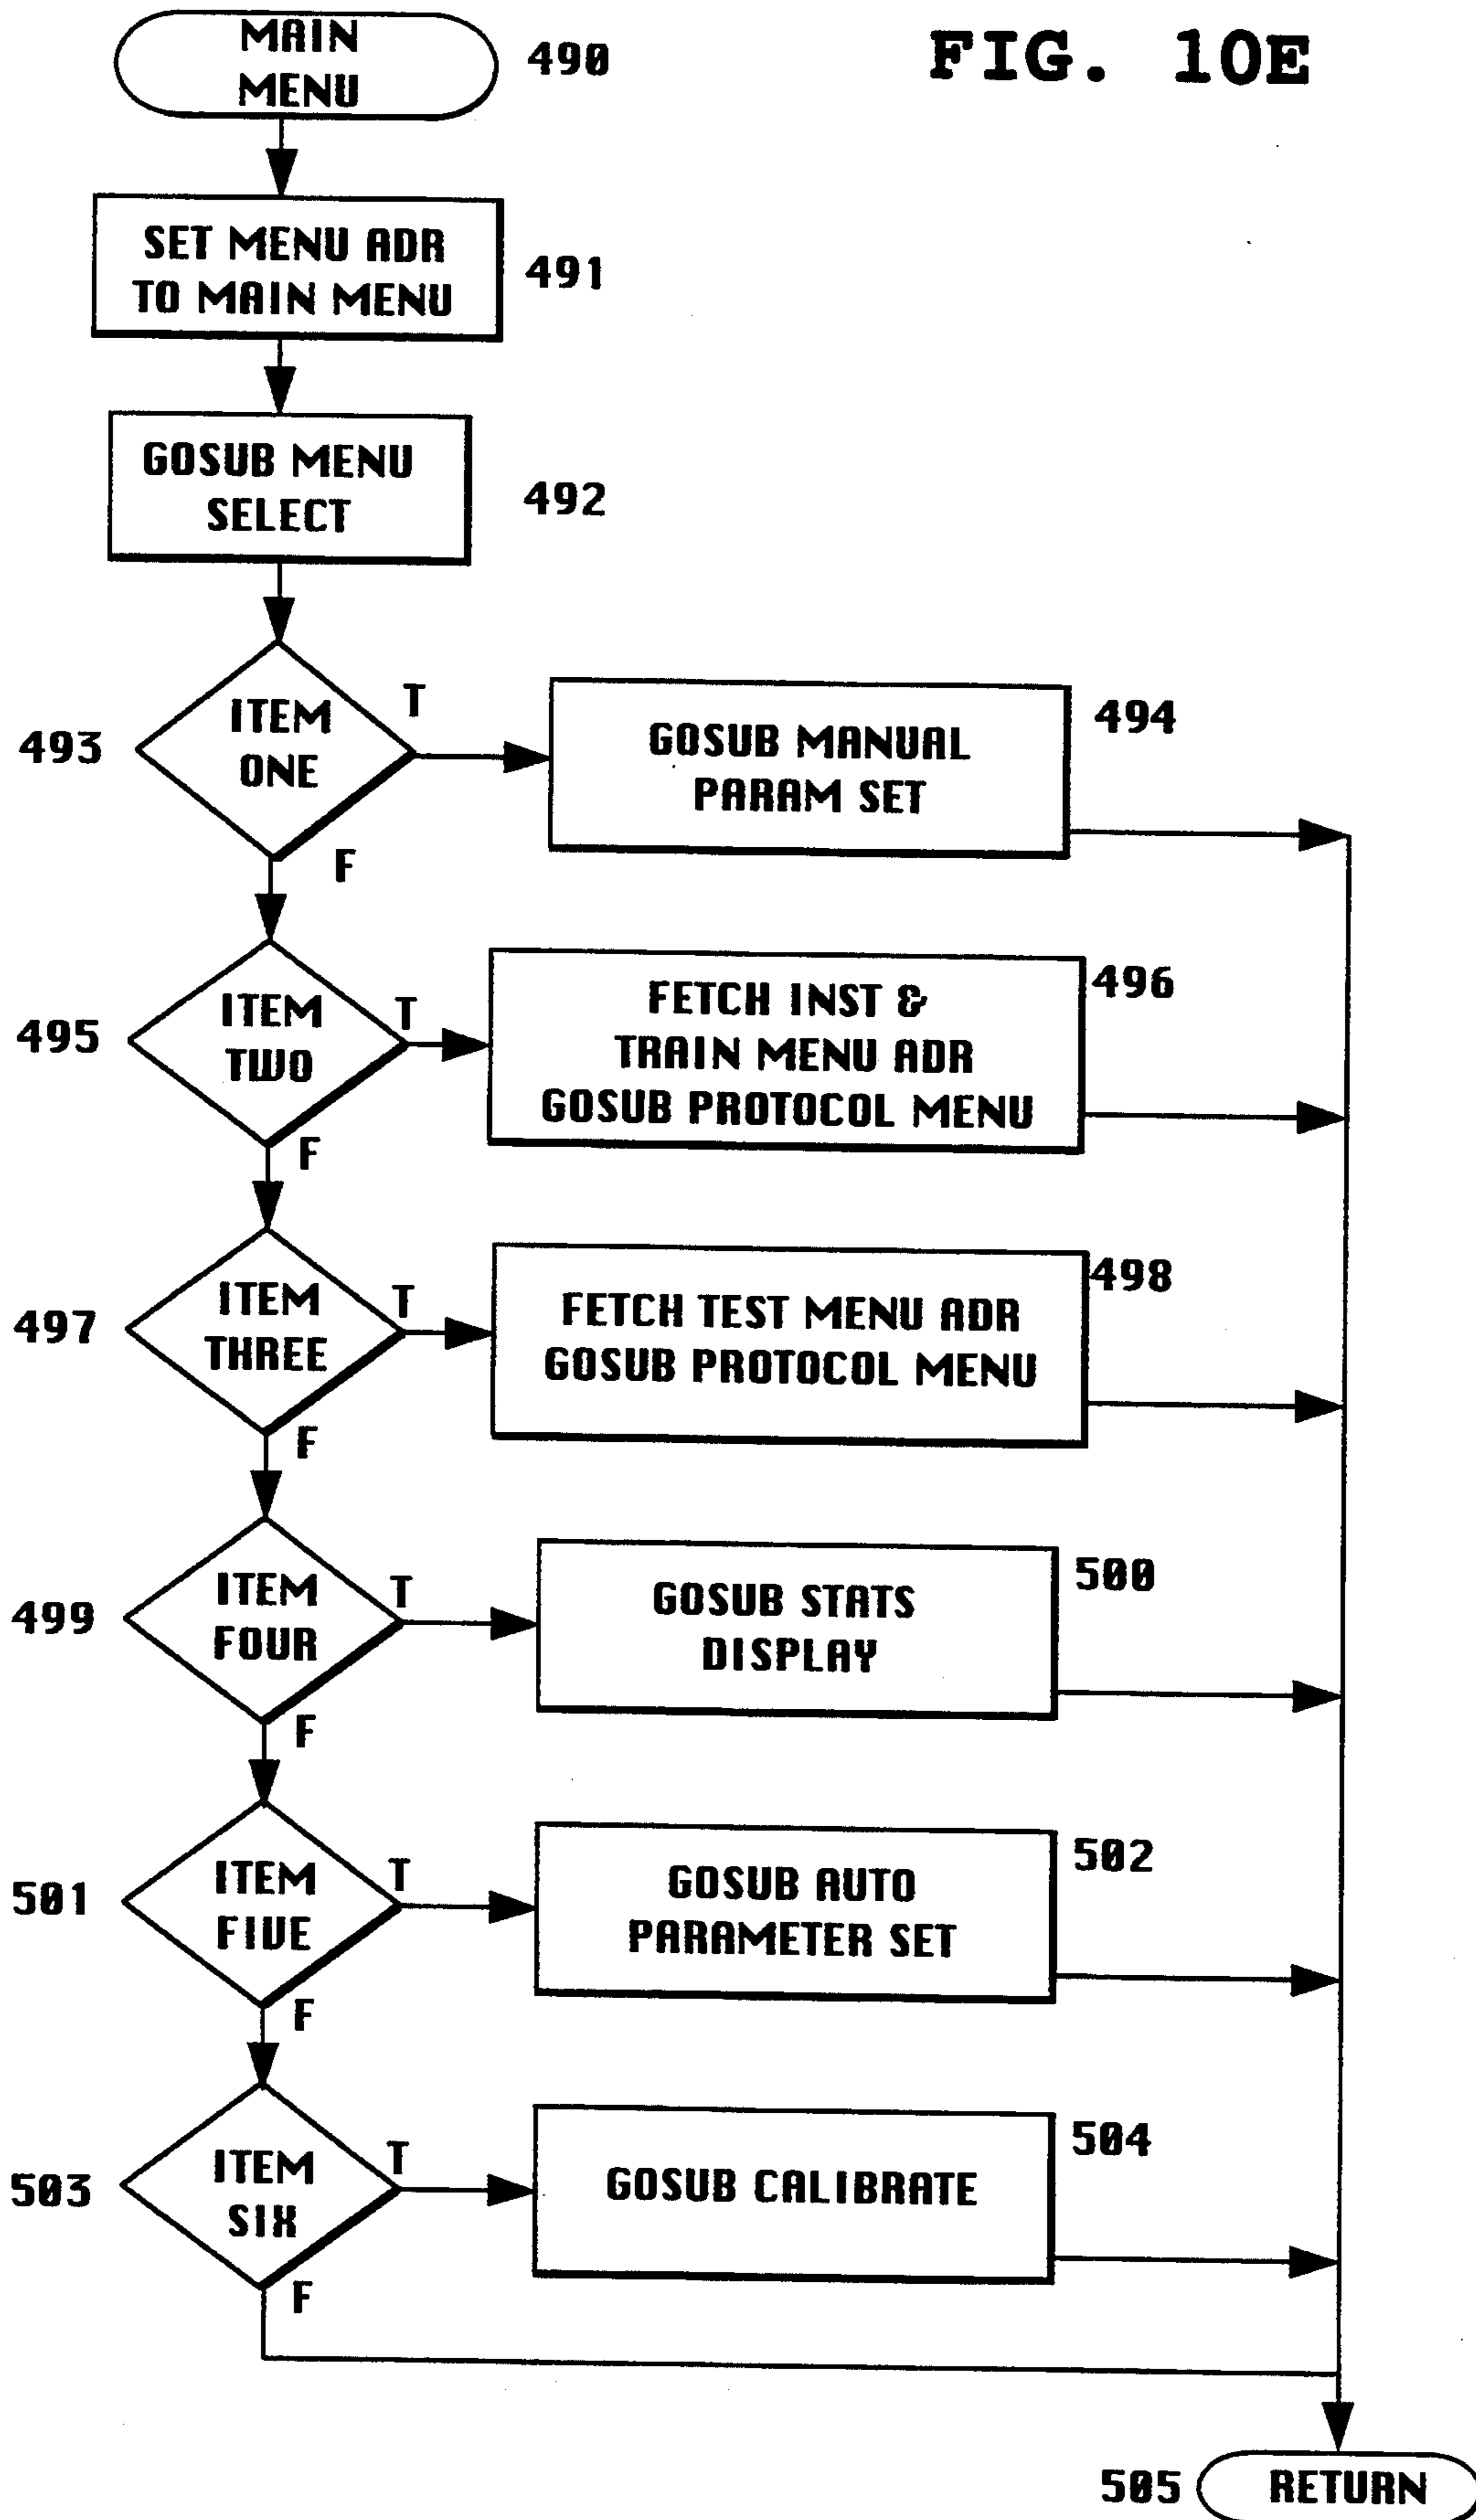 MAIN
MENU
490
FIG. 10E
SET MENU ADR
TO MAIN MENU
491
GOSUB MENU
SELECT
492
493
ITEM
ONE
T
F
GOSUB MANUAL
PARAM SET
494
495
ITEM
TWO
T
F
FETCH INST &
TRAIN MENU ADR
GOSUB PROTOCOL MENU
496
497
ITEM
THREE
T
F
FETCH TEST MENU ADR
GOSUB PROTOCOL MENU
498
499
ITEM
FOUR
T
F
GOSUB STATS
DISPLAY
500
501
ITEM
FIVE
T
F
GOSUB AUTO
PARAMETER SET
502
503
ITEM
SIX
T
F
GOSUB CALIBRATE
504
505
RETURN